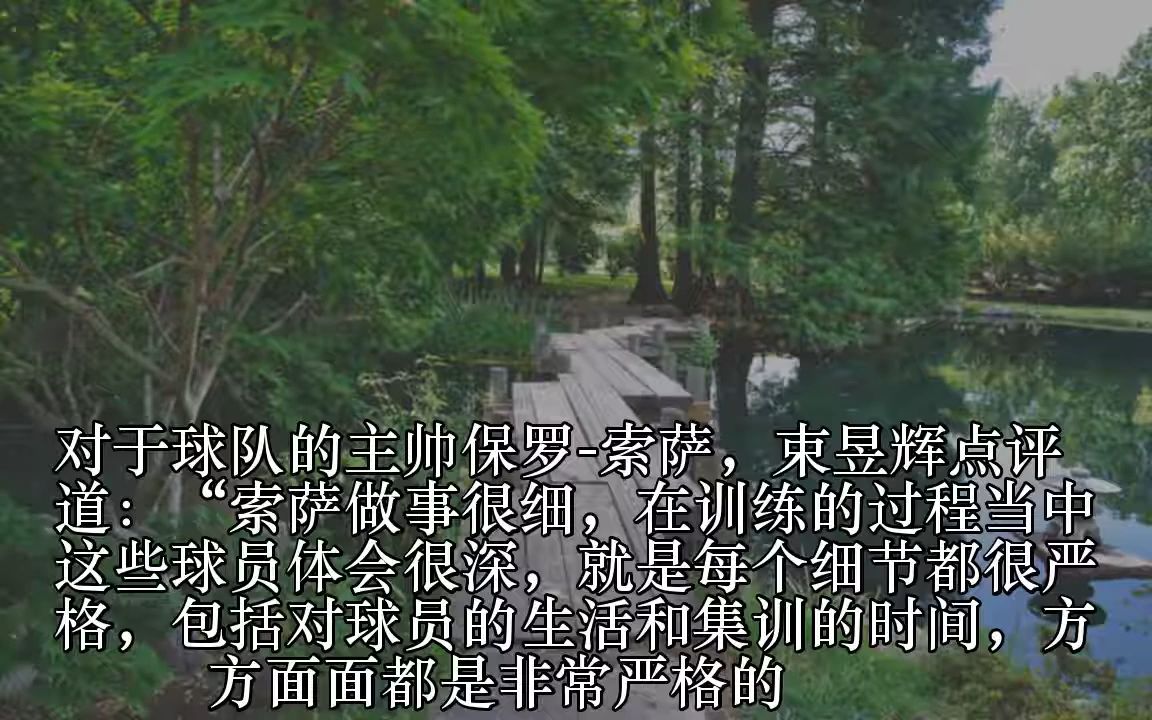 对于球队的主帅保罗-索萨，束昱辉点评
道：“索萨做事很细，在训练的过程当中
这些球员体会很深，就是每个细节都很严
格，包括对球员的生活和集训的时间，方
方面面都是非常严格的